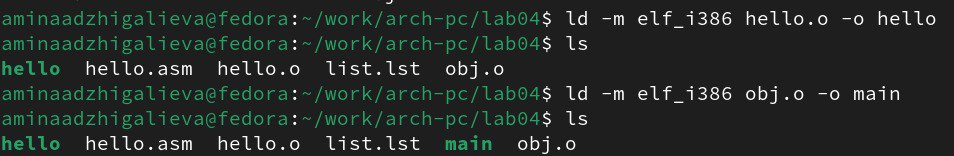 aminaadzhigalieva@fedora:~/work/arch-pc/lab04$ ld -m elf_i386 hello.o -o hello
aminaadzhigalieva@fedora:~/work/arch-pc/lab04$ ls
hello  hello.asm  hello.o  list.lst  obj.o
aminaadzhigalieva@fedora:~/work/arch-pc/lab04$ ld -m elf_i386 obj.o -o main
aminaadzhigalieva@fedora:~/work/arch-pc/lab04$ ls
hello  hello.asm  hello.o  list.lst  main  obj.o